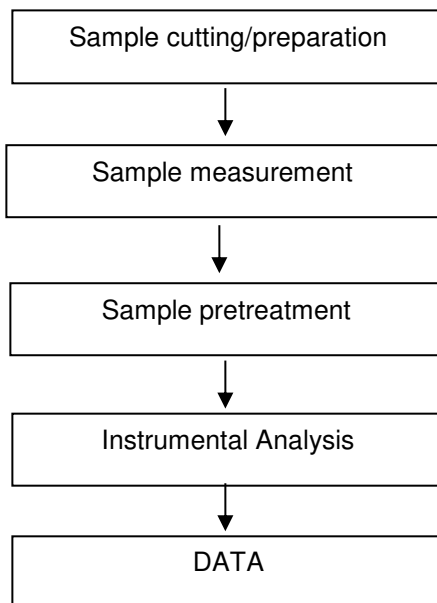 Sample cutting/preparation
Sample measurement
Sample pretreatment
Instrumental Analysis
DATA